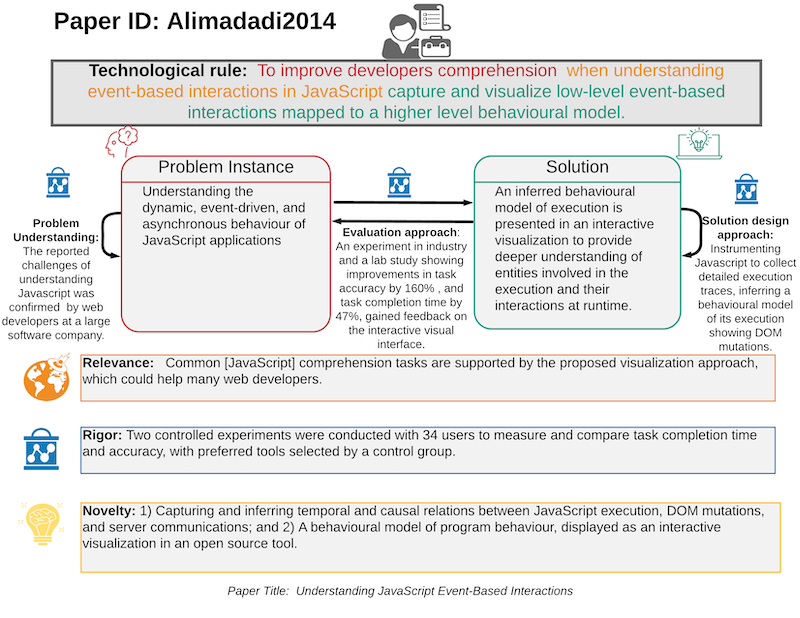 Paper ID: Alimadadi2014
Technological rule: To improve developers comprehension when understanding
event-based interactions in JavaScript capture and visualize low-level event-based
interactions mapped to a higher level behavioural model.
Problem Instance
Understanding the
dynamic, event-driven, and
asynchronous behaviour of
JavaScript applications
Solution
An inferred behavioural
model of execution is
presented in an interactive
visualization to provide
deeper understanding of
entities involved in the
execution and their
interactions at runtime.
Problem
Understanding:
The reported
challenges of
understanding
Javascript was
confirmed by web
developers at a large
software company.
Evaluation approach:
An experiment in industry
and a lab study showing
improvements in task
accuracy by 160% , and
task completion time by
47%, gained feedback on
the interactive visual
interface.
Solution design
approach:
Instrumenting
Javascript to collect
detailed execution
traces, inferring a
behavioural model
of its execution
showing DOM
mutations.
Relevance: Common [JavaScript] comprehension tasks are supported by the proposed visualization approach,
which could help many web developers.
Rigor: Two controlled experiments were conducted with 34 users to measure and compare task completion time
and accuracy, with preferred tools selected by a control group.
Novelty: 1) Capturing and inferring temporal and causal relations between JavaScript execution, DOM mutations,
and server communications; and 2) A behavioural model of program behaviour, displayed as an interactive
visualization in an open source tool.
Paper Title: Understanding JavaScript Event-Based Interactions